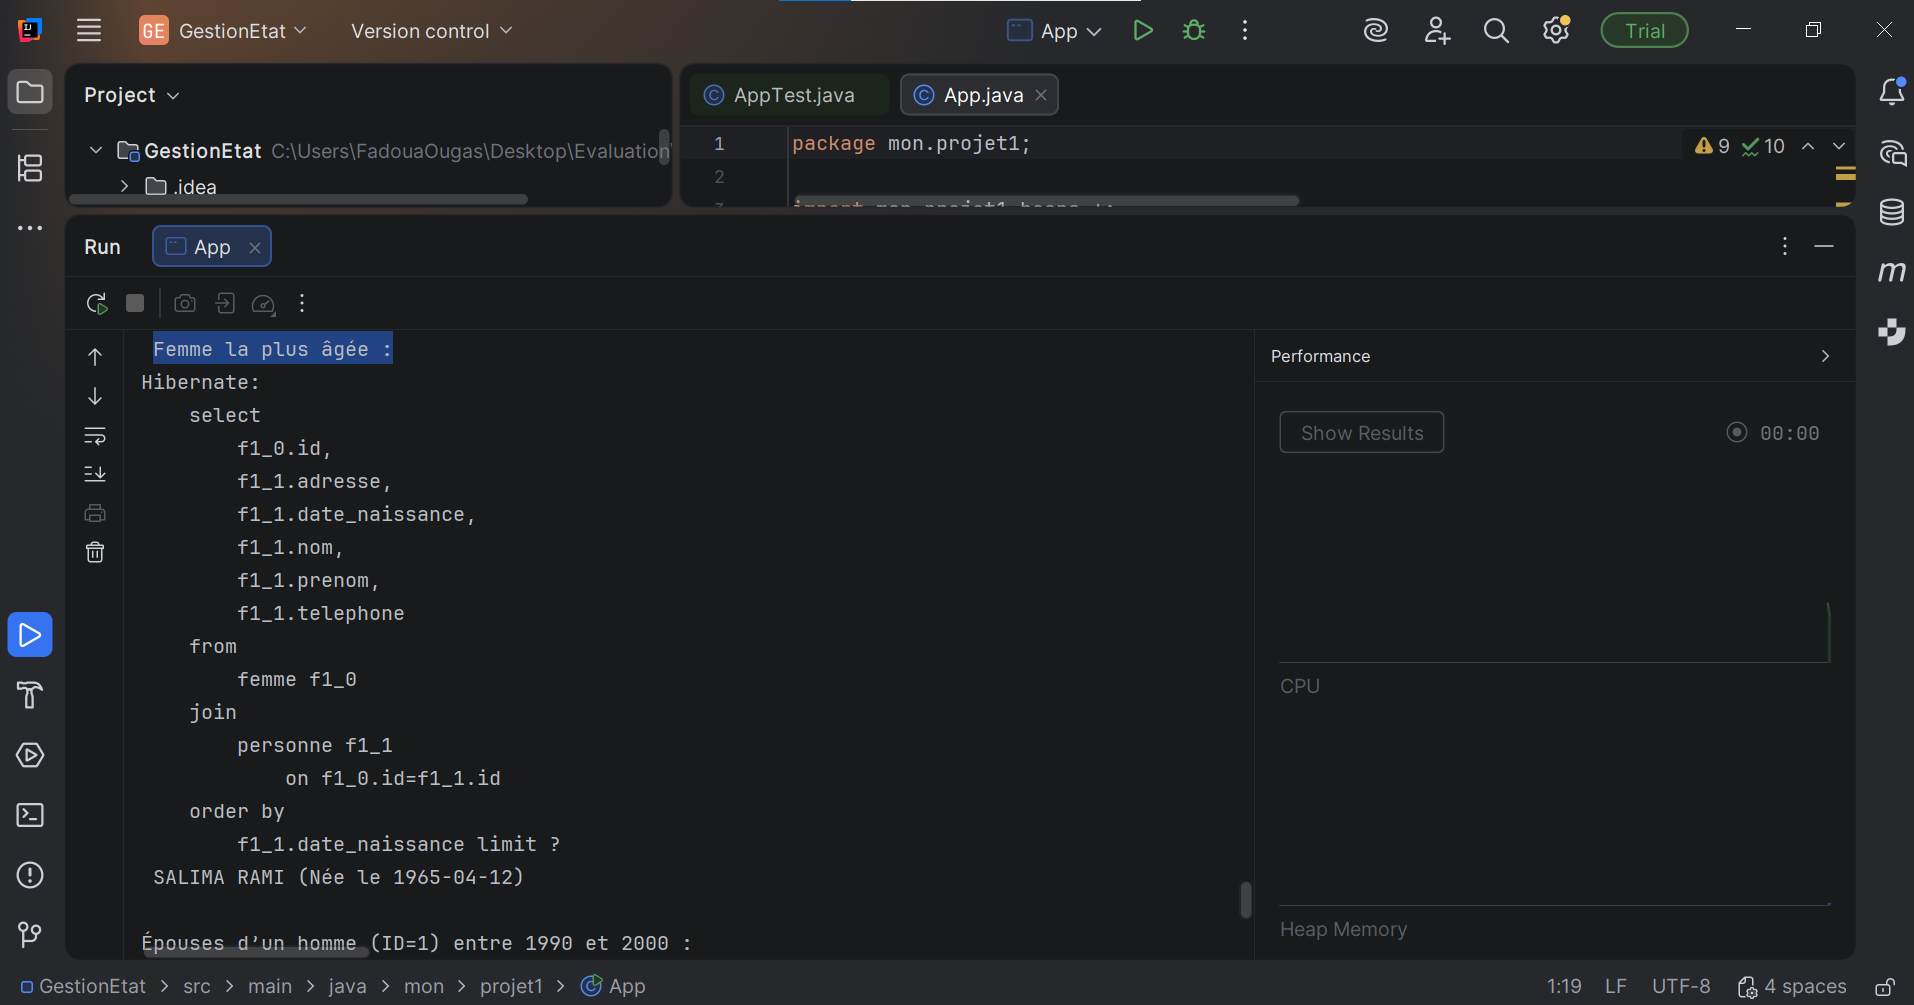 GE GestionEtat Version control App Trial
Project
AppTest.java App.java
GestionEtat C:\Users\FadouaOugas\Desktop\Evaluation
.idea
1 package mon.projet1; 9 10
2
Run App
Femme la plus âgée :
Hibernate:
select
f1_0.id,
f1_1.adresse,
f1_1.date_naissance,
f1_1.nom,
f1_1.prenom,
f1_1.telephone
from
femme f1_0
join
personne f1_1
on f1_0.id=f1_1.id
order by
f1_1.date_naissance limit ?
SALIMA RAMI (Née le 1965-04-12)
Épouses d’un homme (ID=1) entre 1990 et 2000 :
Performance
Show Results 00:00
CPU
Heap Memory
GestionEtat > src > main > java > mon > projet1 > App 1:19 LF UTF-8 4 spaces